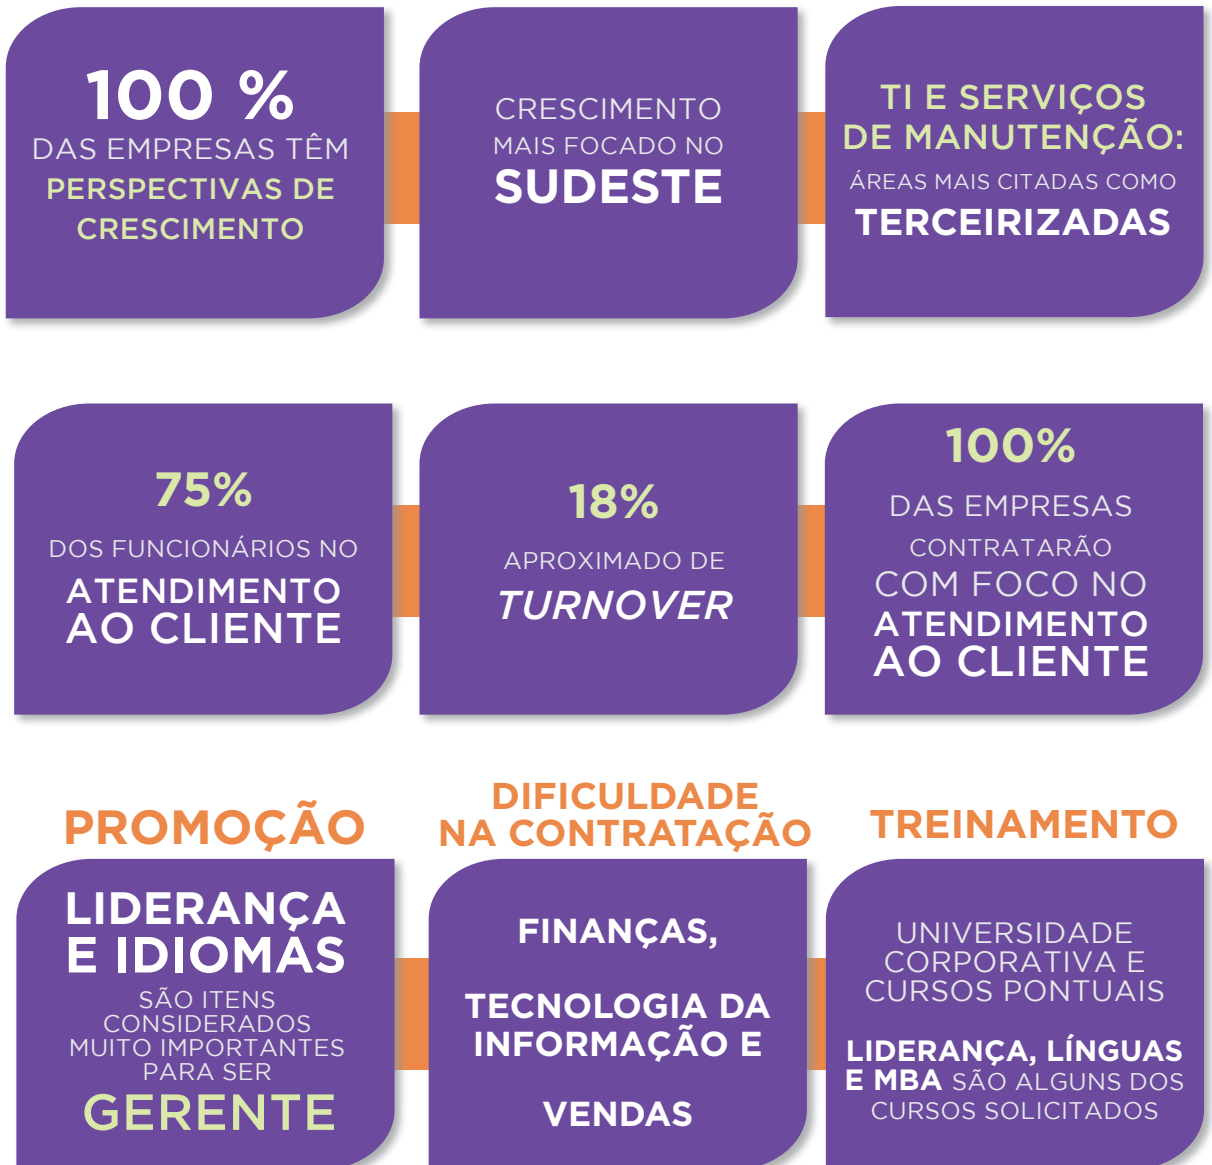 100 %
DAS EMPRESAS TÊM
PERSPECTIVAS DE
CRESCIMENTO
CRESCIMENTO
MAIS FOCADO NO
SUDESTE
TI E SERVIÇOS
DE MANUTENÇÃO:
ÁREAS MAIS CITADAS COMO
TERCEIRIZADAS
75%
DOS FUNCIONÁRIOS NO
ATENDIMENTO
AO CLIENTE
18%
APROXIMADO DE
TURNOVER
100%
DAS EMPRESAS
CONTRATARÃO
COM FOCO NO
ATENDIMENTO
AO CLIENTE
PROMOÇÃO
LIDERANÇA
E IDIOMAS
SÃO ITENS
CONSIDERADOS
MUITO IMPORTANTES
PARA SER
GERENTE
DIFICULDADE
NA CONTRATAÇÃO
FINANÇAS,
TECNOLOGIA DA
INFORMAÇÃO E
VENDAS
TREINAMENTO
UNIVERSIDADE
CORPORATIVA E
CURSOS PONTUAIS
LIDERANÇA, LÍNGUAS
E MBA SÃO ALGUNS DOS
CURSOS SOLICITADOS